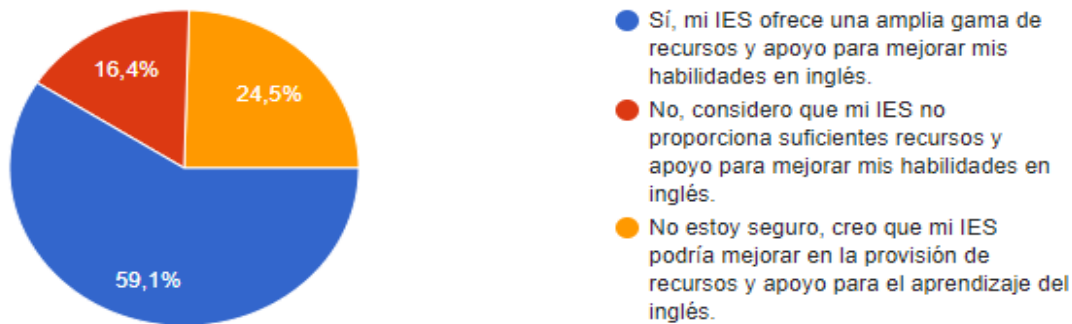 16,4%
24,5%
59,1%
Sí, mi IES ofrece una amplia gama de
recursos y apoyo para mejorar mis
habilidades en inglés.
No, considero que mi IES no
proporciona suficientes recursos y
apoyo para mejorar mis habilidades en
inglés.
No estoy seguro, creo que mi IES
podría mejorar en la provisión de
recursos y apoyo para el aprendizaje del
inglés.